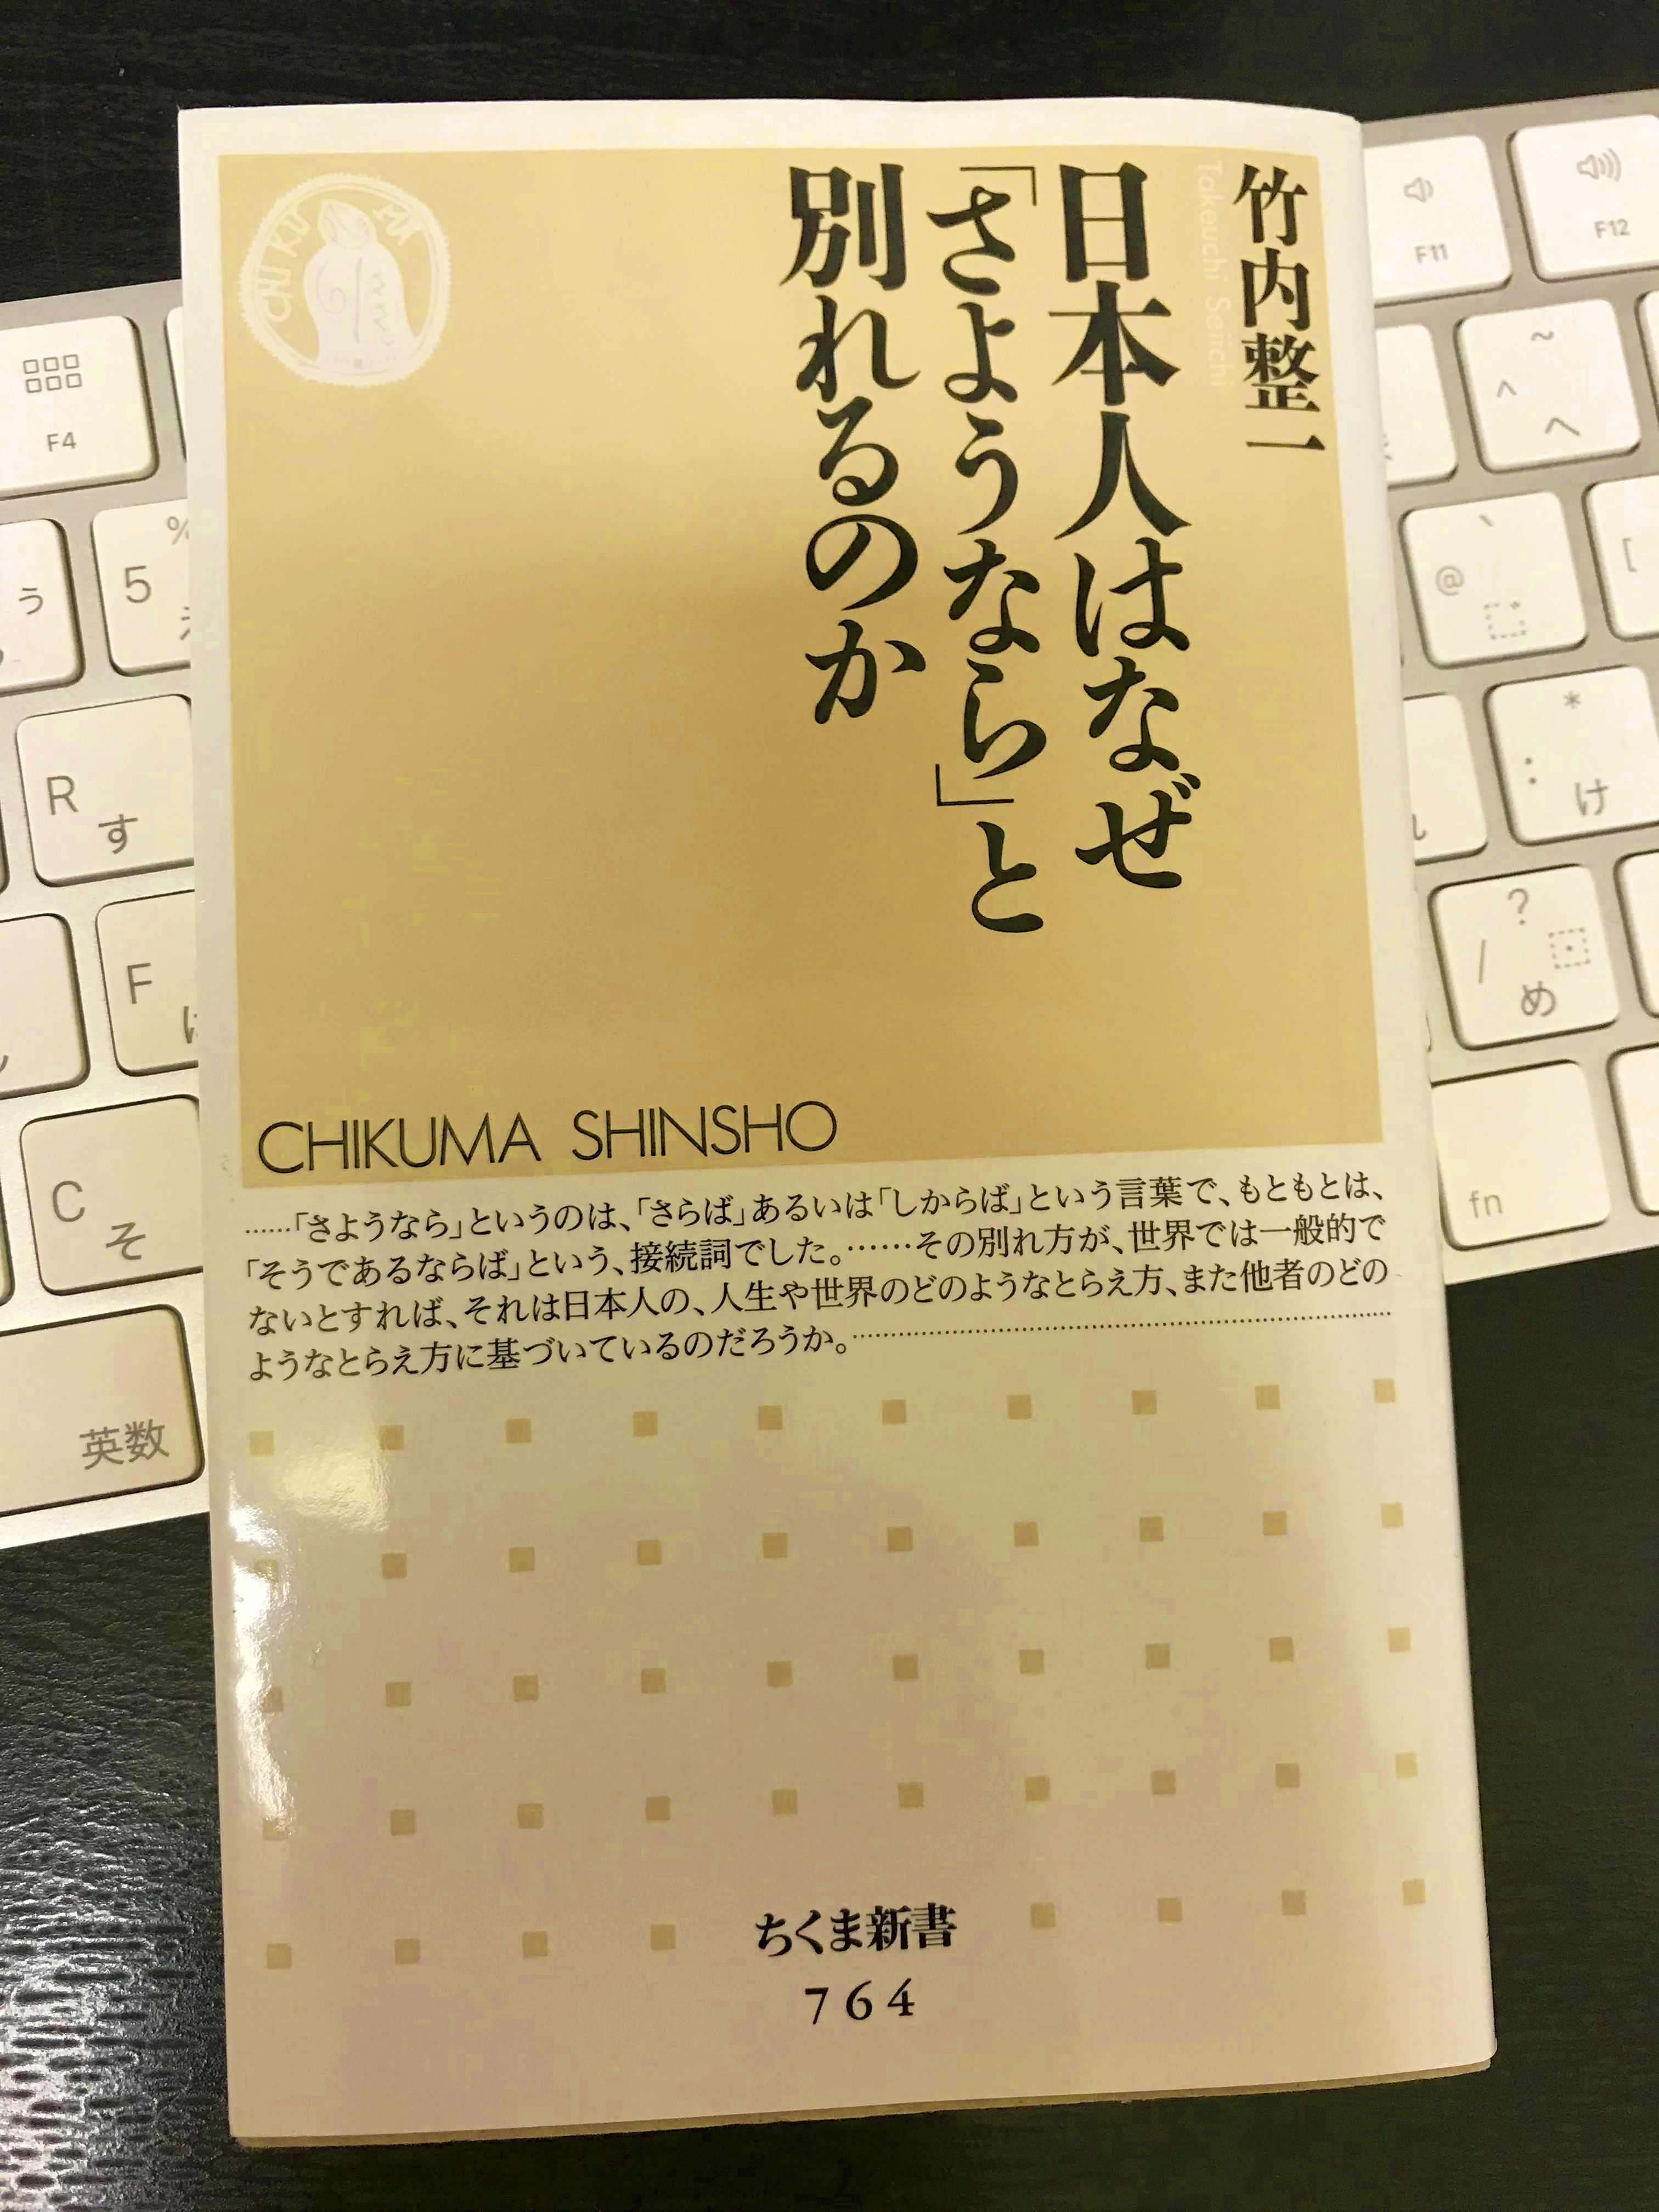 竹内整一
Takeuchi Seiichi
日本人はなぜ
「さようなら」と
別れるのか
CHIKUMA
CHIKUMA SHINSHO
……「さようなら」というのは、「さらば」あるいは「しからば」という言葉で、もともとは、
「そうであるならば」という、接続詞でした。……その別れ方が、世界では一般的で
ないとすれば、それは日本人の、人生や世界のどのようなとらえ方、また他者のどの
ようなとらえ方に基づいているのだろうか。
ちくま新書
764
F4
F11
F12
う
% 5
~ ^ へ
@
[
R す
* : け
F
? / め
C そ
fn
英数